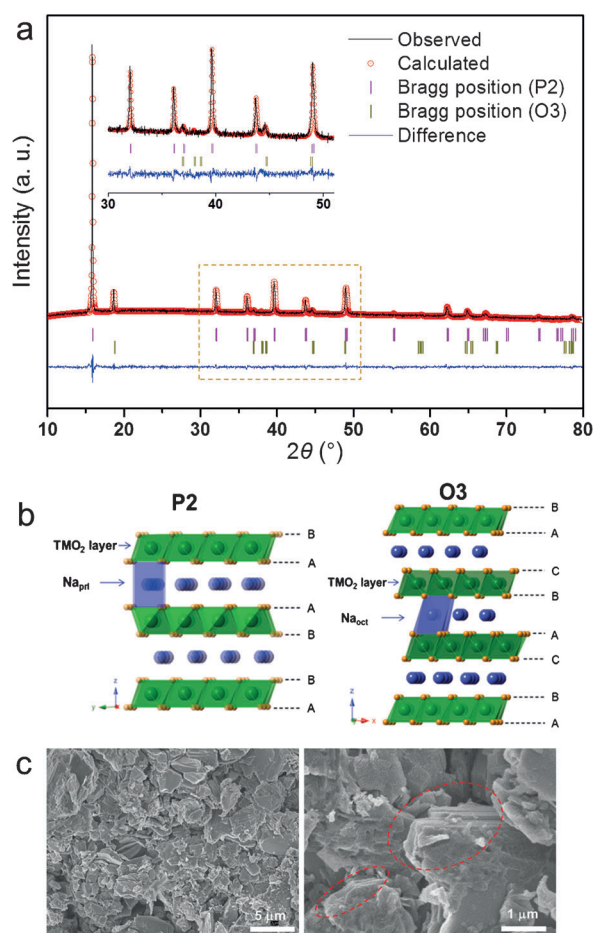 a
Observed
Calculated
Bragg position (P2)
Bragg position (O3)
Difference
30 40 50
Intensity (a. u.)
10 20 30 40 50 60 70 80
2θ (°)
b
P2
O3
TMO₂ layer
Naₚᵣᵢ
B
A
A
B
B
A
z
y
x
TMO₂ layer
Naₒcₜ
B
A
C
B
A
C
B
A
z
y
x
c
5 μm
1 μm